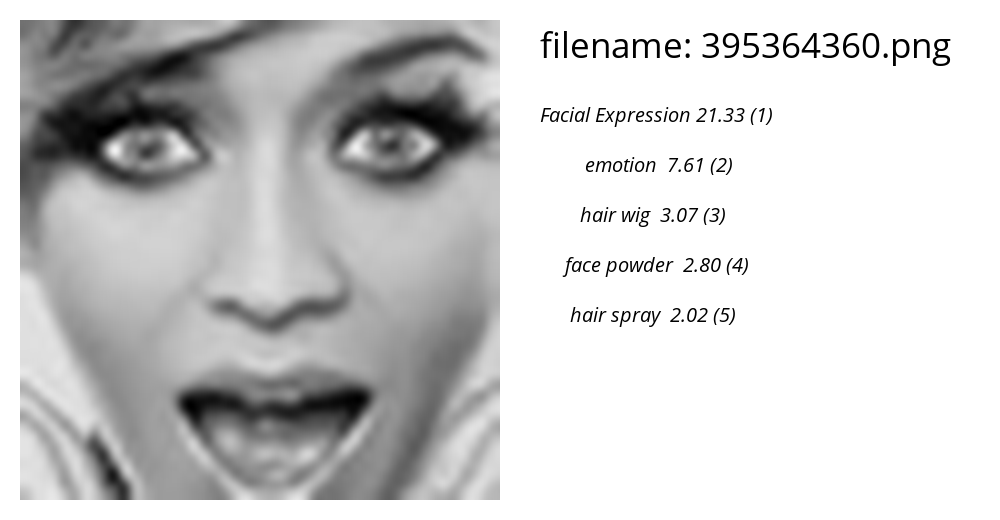 filename: 395364360.png
Facial Expression 21.33 (1)
emotion 7.61 (2)
hair wig 3.07 (3)
face powder 2.80 (4)
hair spray 2.02 (5)